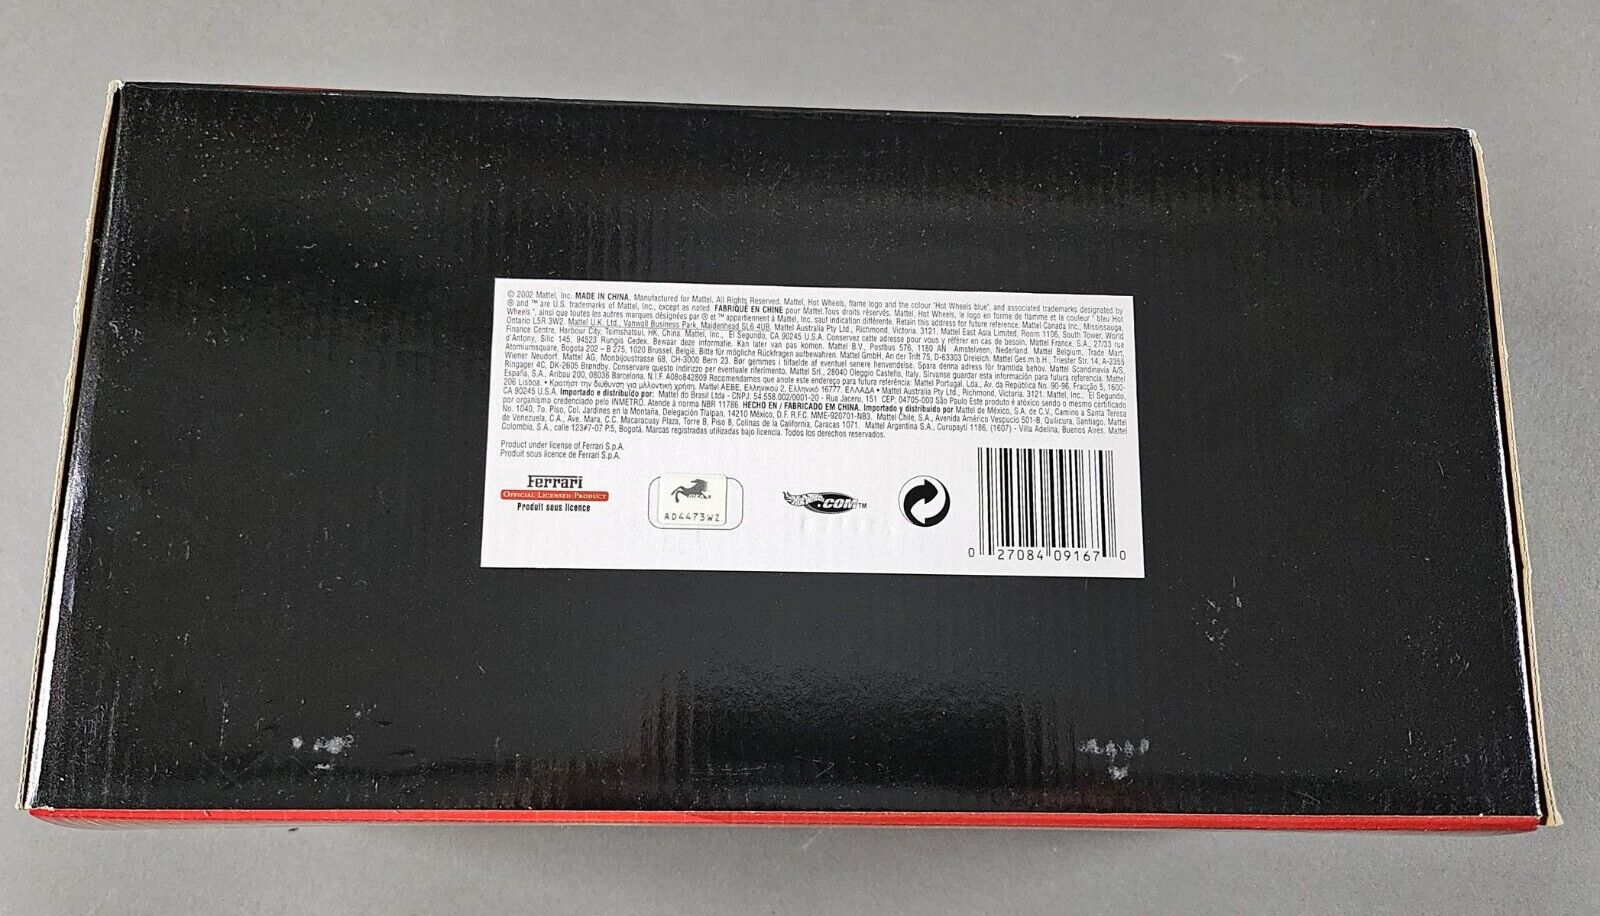 © 2002 Mattel, Inc. MADE IN CHINA. Manufactured for Mattel. All Rights Reserved. Mattel, Hot Wheels, flame logo and the colour "Hot Wheels blue", and associated trademarks designated by
® and ™ are U.S. trademarks of Mattel, Inc., except as noted. FABRIQUÉ EN CHINE pour Mattel.Tous droits réservés. Mattel, Hot Wheels, le logo en forme de flamme et la couleur " bleu Hot
Wheels ", ainsi que toutes les autres marques désignées par ® et ™ appartiennent à Mattel, Inc. sauf indication différente. Retain this address for future reference. Mattel Canada Inc., Mississauga,
Ontario L5R 3W2. Mattel U.K. Ltd., Vanwall Business Park, Maidenhead SL6 4UB. Mattel Australia Pty Ltd., Richmond, Victoria. 3121. Mattel East Asia Limited, Room 1106, South Tower, World
Finance Centre, Harbour City, Tsimshatsui, HK, China. Mattel, Inc., El Segundo, CA 90245 U.S.A. Conservez cette adresse pour vous y référer en cas de besoin. Mattel France, S.A., 27/33 rue
d'Antony, Silic 145, 94523 Rungis Cedex. Bewaar deze informatie. Kan later van pas komen. Mattel B.V., Postbus 576, 1180 AN Amstelveen, Nederland. Mattel Belgium, Trade Mart,
Atomiumsquare, Bogota 202 – B 275, 1020 Brussel, België. Bitte für mögliche Rückfragen aufbewahren. Mattel GmbH, An der Trift 75, D-63303 Dreieich. Mattel Ges.m.b.H., Triester Str. 14, A-2355
Wiener Neudorf. Mattel AG, Monbijoustrasse 68, CH-3000 Bern 23. Bør gemmes i tilfælde af eventuel senere henvendelse. Spara denna adress för framtida behov. Mattel Scandinavia A/S,
Ringager 4C, DK-2605 Brøndby. Conservare questo indirizzo per eventuale riferimento. Mattel Srl., 28040 Oleggio Castello, Italy. Sírvanse guardar esta información para futura referencia. Mattel
España, S.A., Aribau 200, 08036 Barcelona. N.I.F. A08o842809 Recomendamos que anote este endereço para futura referência: Mattel Portugal, Lda., Av. da República No. 90-96, Fracção 5, 1600-
206 Lisboa. • Κρατήστε την διεύθυνση για μελλοντική χρήση. Mattel AEBE, Ελληνικού 2, Ελληνικό 16777, ΕΛΛΑΔΑ • Mattel Australia Pty Ltd., Richmond, Victoria. 3121. Mattel, Inc., El Segundo,
CA 90245 U.S.A. Importado e distribuido por: Mattel do Brasil Ltda - CNPJ: 54.558.002/0001-20 - Rua Jaceru, 151 CEP: 04705-000 São Paulo Este produto é atóxico sendo o mesmo certificado
por organismo credenciado pelo INMETRO. Atende à norma NBR 11786. HECHO EN / FABRICADO EM CHINA. Importado y distribuido por Mattel de México, S.A. de C.V., Camino a Santa Teresa
No. 1040, 7o. Piso, Col. Jardines en la Montaña, Delegación Tlalpan, 14210 México, D.F. R.F.C. MME-920701-NB3. Mattel Chile, S.A., Avenida Américo Vespucio 501-B, Quilicura, Santiago. Mattel
de Venezuela, C.A., Ave. Mara, C.C. Macaracuay Plaza, Torre B, Piso 8, Colinas de la California, Caracas 1071. Mattel Argentina S.A., Curupaytí 1186, (1607) - Villa Adelina, Buenos Aires. Mattel
Colombia, S.A., calle 123#7-07 P.5, Bogotá. Marcas registradas utilizadas bajo licencia. Todos los derechos reservados.
Product under license of Ferrari S.p.A.
Produit sous licence de Ferrari S.p.A.
Ferrari
OFFICIAL LICENSED PRODUCT
Produit sous licence
AD4473WZ
HOT WHEELS .COM™
0 27084 09167 0